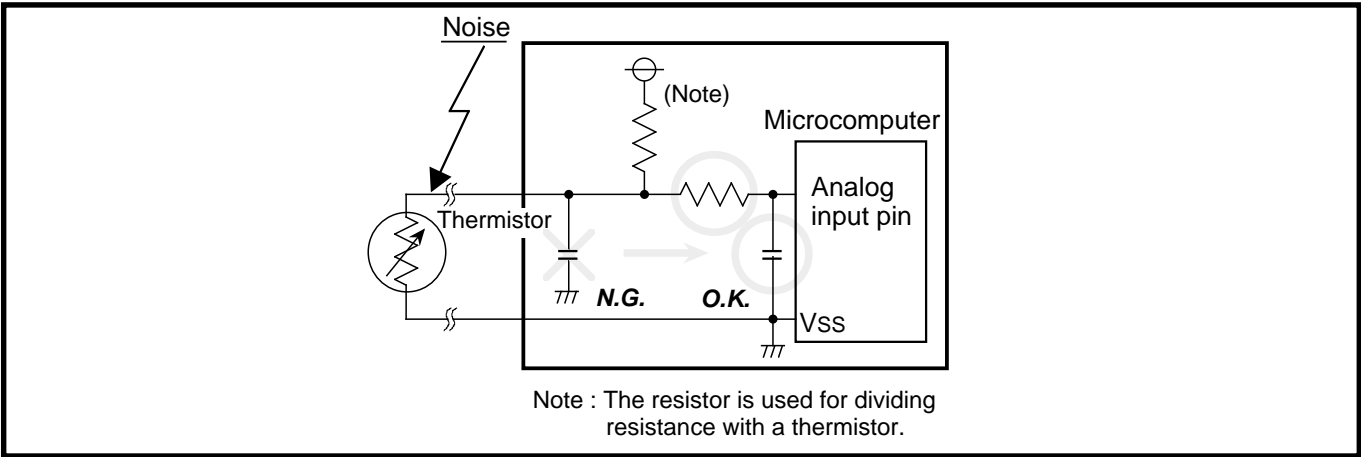 Noise
(Note)
Microcomputer
Analog
input pin
Thermistor
N.G.
O.K.
VSS
Note : The resistor is used for dividing
resistance with a thermistor.